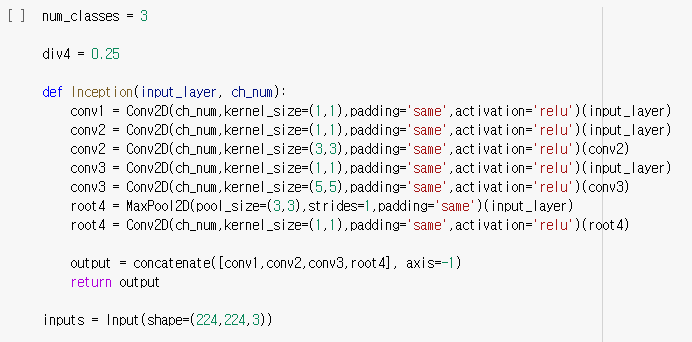 [ ] num_classes = 3
div4 = 0.25
def Inception(input_layer, ch_num):
conv1 = Conv2D(ch_num,kernel_size=(1,1),padding='same',activation='relu')(input_layer)
conv2 = Conv2D(ch_num,kernel_size=(1,1),padding='same',activation='relu')(input_layer)
conv2 = Conv2D(ch_num,kernel_size=(3,3),padding='same',activation='relu')(conv2)
conv3 = Conv2D(ch_num,kernel_size=(1,1),padding='same',activation='relu')(input_layer)
conv3 = Conv2D(ch_num,kernel_size=(5,5),padding='same',activation='relu')(conv3)
root4 = MaxPool2D(pool_size=(3,3),strides=1,padding='same')(input_layer)
root4 = Conv2D(ch_num,kernel_size=(1,1),padding='same',activation='relu')(root4)
output = concatenate([conv1,conv2,conv3,root4], axis=-1)
return output
inputs = Input(shape=(224,224,3))